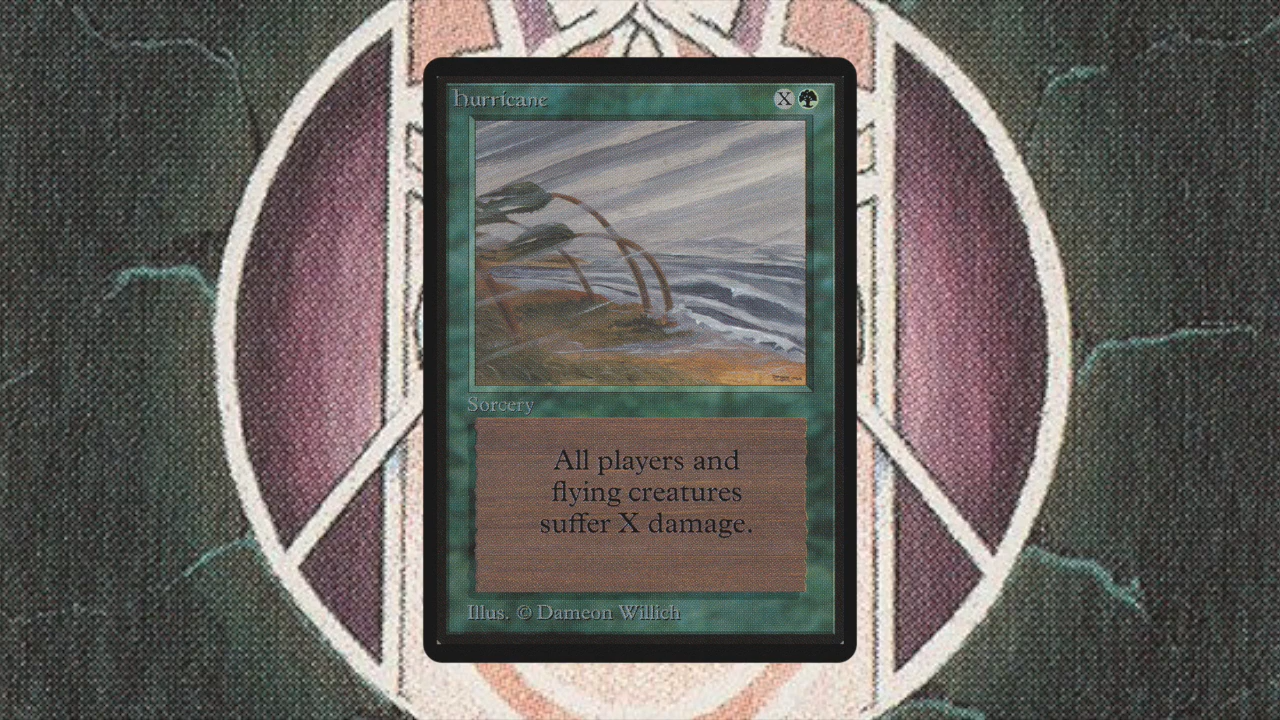 hurricane X
Sorcery
All players and
flying creatures
suffer X damage.
Illus. © Dameon Willich